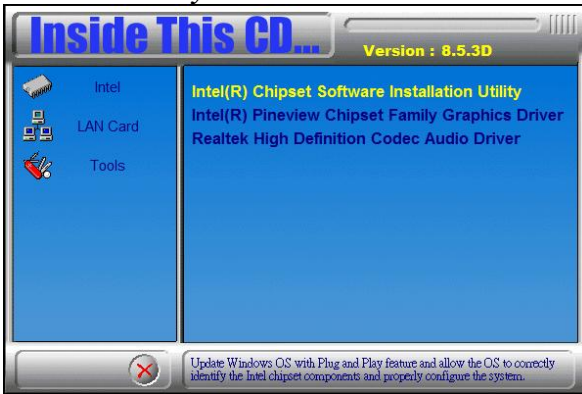 Inside This CD...
Version : 8.5.3D
Intel
LAN Card
Tools
Intel(R) Chipset Software Installation Utility
Intel(R) Pineview Chipset Family Graphics Driver
Realtek High Definition Codec Audio Driver
Update Windows OS with Plug and Play feature and allow the OS to correctly
identify the Intel chipset components and properly configure the system.